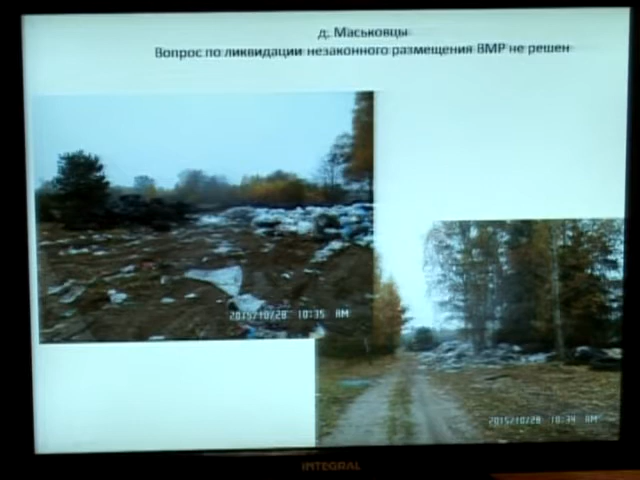 д. Маськовцы
Вопрос по ликвидации незаконного размещения ВМР не решен
2015/10/28 10:35 AM
2015/10/28 10:34 AM
INTEGRAL